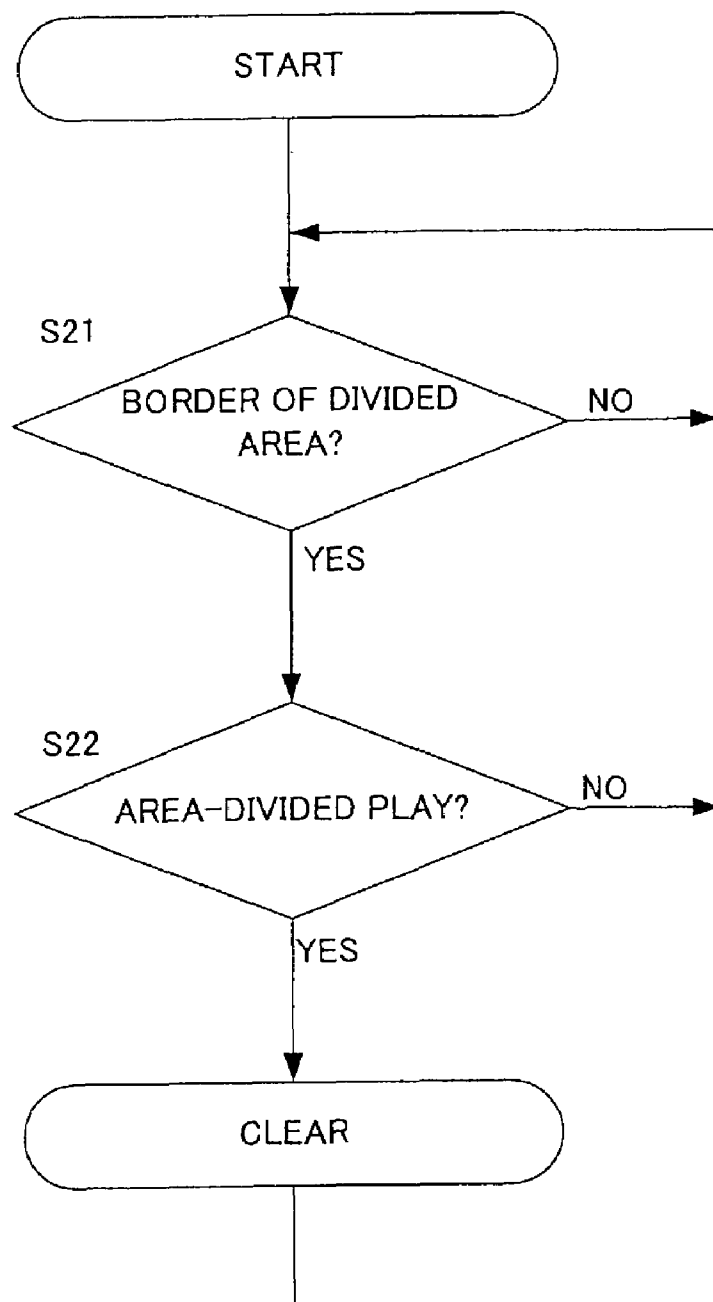 START
S21
BORDER OF DIVIDED
AREA?
NO
YES
S22
AREA-DIVIDED PLAY?
NO
YES
CLEAR